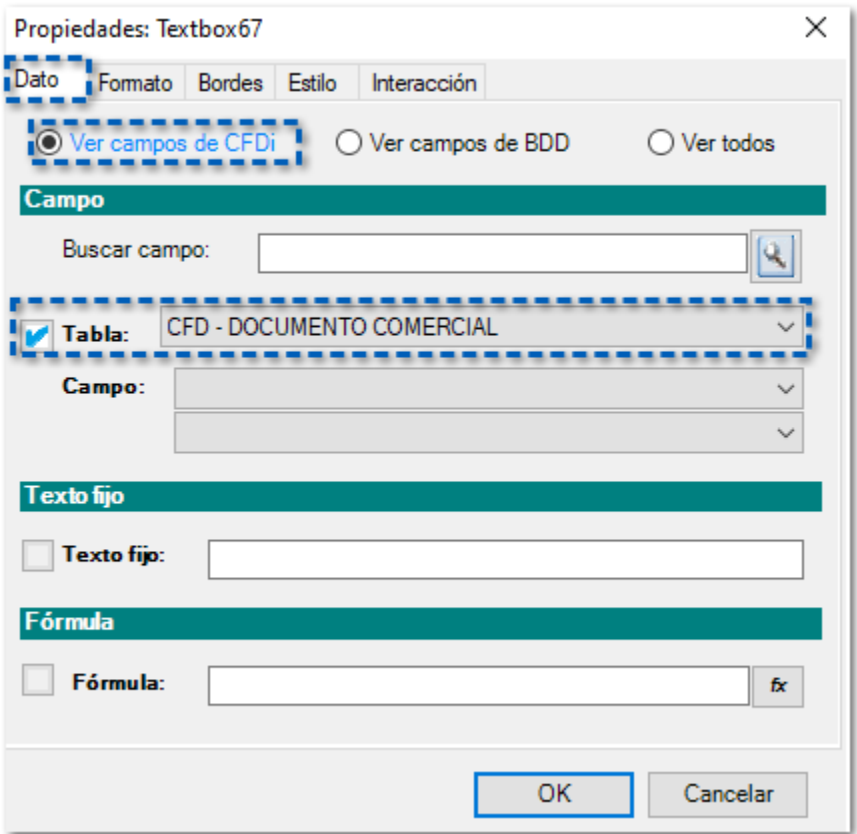 Propiedades: Textbox67
Dato Formato Bordes Estilo Interacción
Ver campos de CFDi Ver campos de BDD Ver todos
Campo
Buscar campo:
Tabla: CFD - DOCUMENTO COMERCIAL
Campo:
Texto fijo
Texto fijo:
Fórmula
Fórmula: fx
OK Cancelar